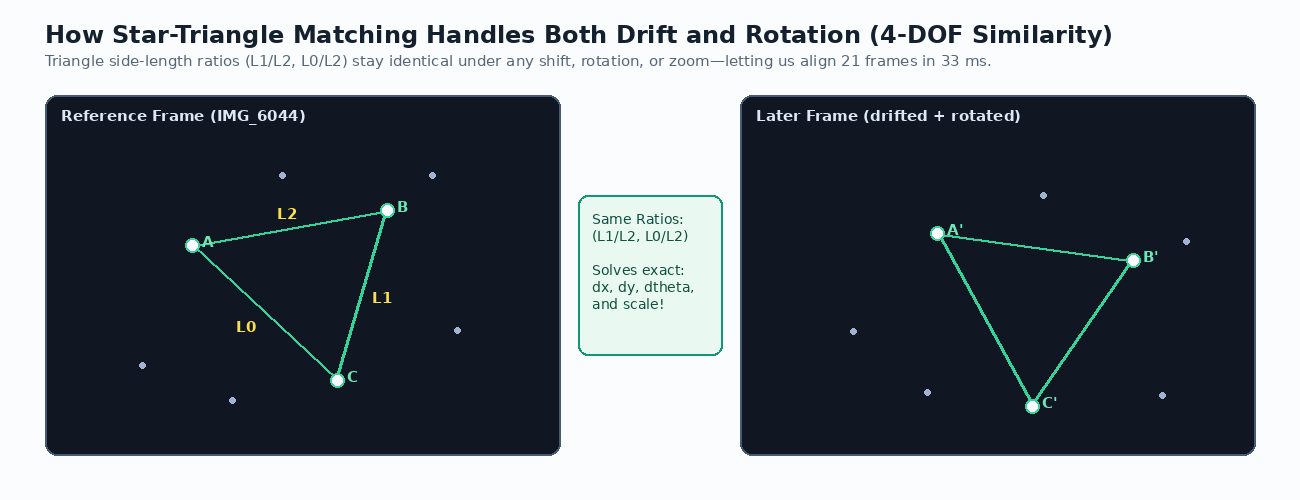 How Star-Triangle Matching Handles Both Drift and Rotation (4-DOF Similarity)
Triangle side-length ratios (L1/L2, L0/L2) stay identical under any shift, rotation, or zoom—letting us align 21 frames in 33 ms.
Reference Frame (IMG_6044)
A
B
C
L2
L1
L0
Same Ratios:
(L1/L2, L0/L2)
Solves exact:
dx, dy, dtheta,
and scale!
Later Frame (drifted + rotated)
A'
B'
C'